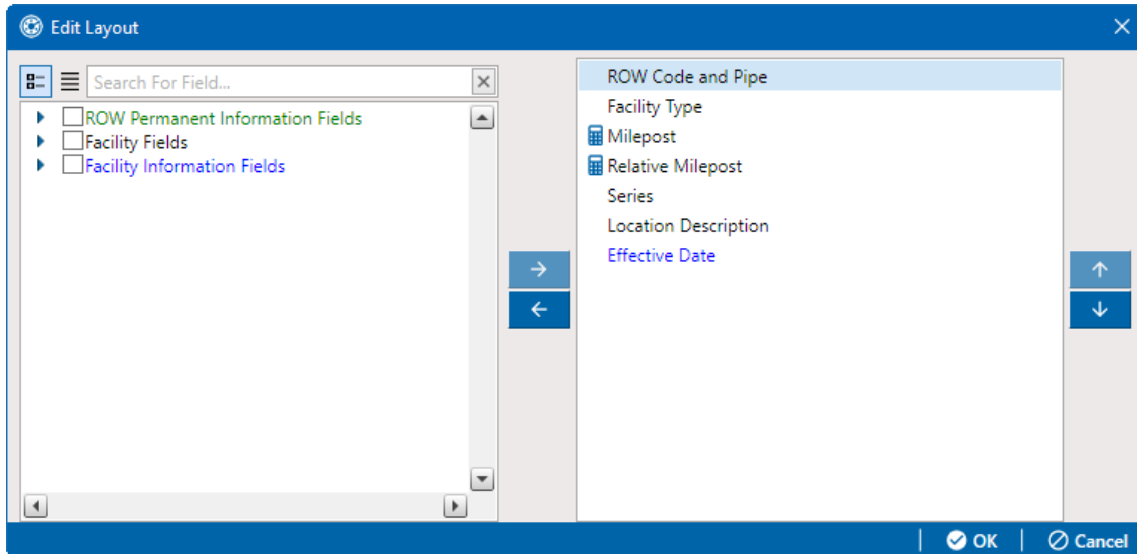 Edit Layout
Search For Field...
ROW Permanent Information Fields
Facility Fields
Facility Information Fields
ROW Code and Pipe
Facility Type
Milepost
Relative Milepost
Series
Location Description
Effective Date
OK
Cancel